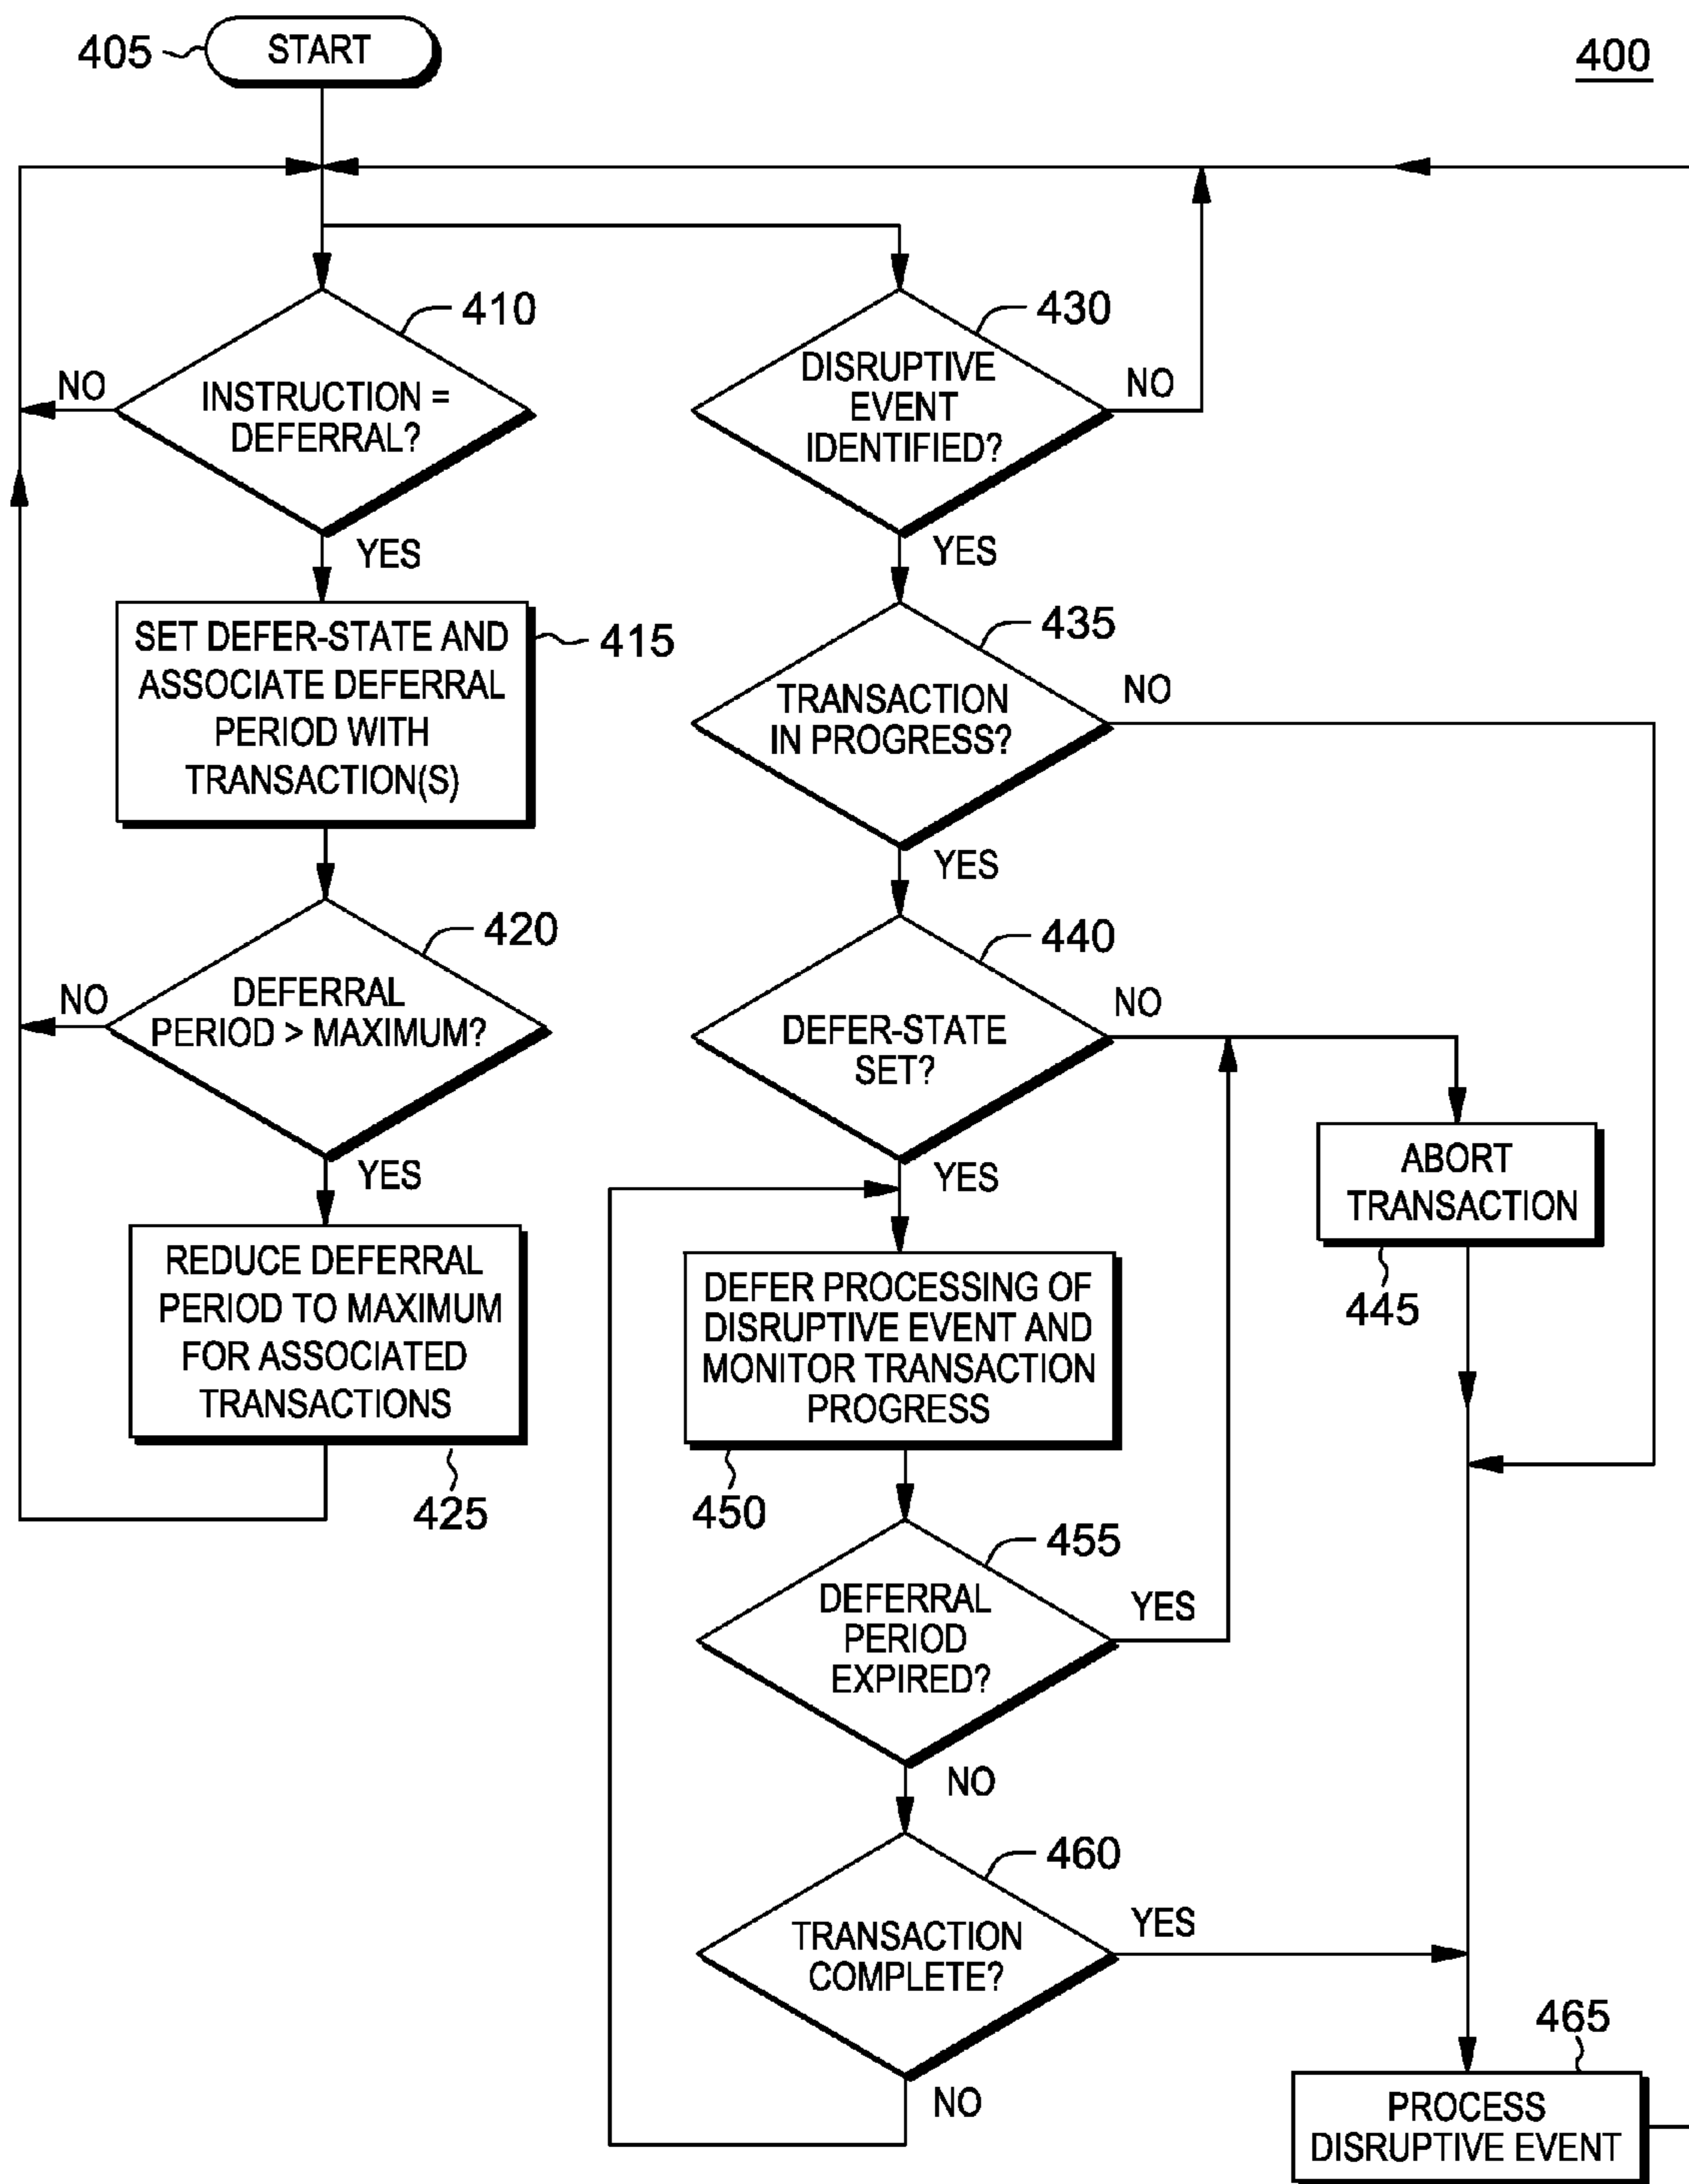 405
START
400
410
INSTRUCTION =
DEFERRAL?
NO
YES
SET DEFER-STATE AND
ASSOCIATE DEFERRAL
PERIOD WITH
TRANSACTION(S)
415
420
DEFERRAL
PERIOD > MAXIMUM?
NO
YES
REDUCE DEFERRAL
PERIOD TO MAXIMUM
FOR ASSOCIATED
TRANSACTIONS
425
430
DISRUPTIVE
EVENT
IDENTIFIED?
NO
YES
435
TRANSACTION
IN PROGRESS?
NO
YES
440
DEFER-STATE
SET?
NO
YES
ABORT
TRANSACTION
445
DEFER PROCESSING OF
DISRUPTIVE EVENT AND
MONITOR TRANSACTION
PROGRESS
450
455
DEFERRAL
PERIOD
EXPIRED?
YES
NO
460
TRANSACTION
COMPLETE?
YES
NO
465
PROCESS
DISRUPTIVE EVENT